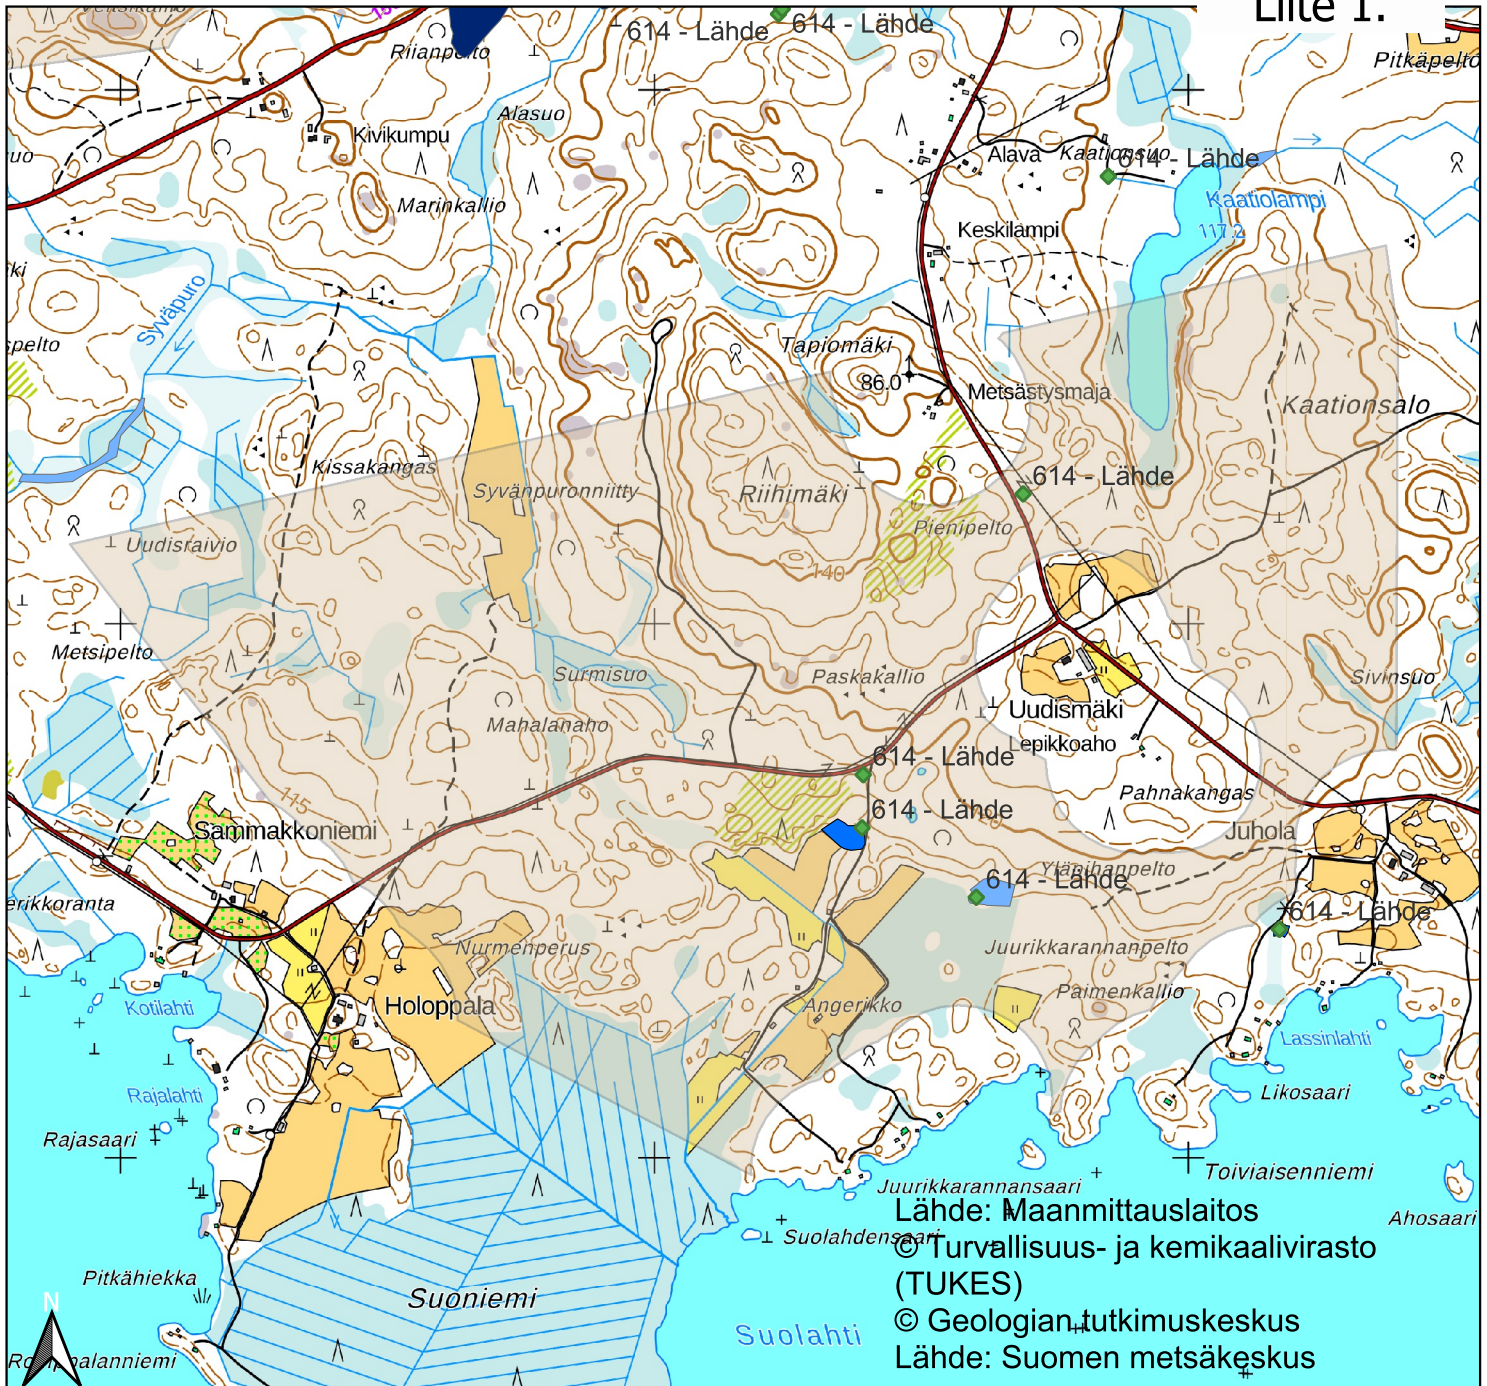 Liite 1.
614 - Lähde
614 - Lähde
Riianpelto
Pitkäpelto
Alasuo
Kivikumpu
Alava
Kaationsuo
614 - Lähde
Marinkallio
Kaatiolampi
117.2
Keskilampi
Syväpuro
Tapiomäki
86.0
Metsästysmaja
Kaationsalo
Kissakangas
Syvänpuronniitty
Riihimäki
614 - Lähde
Pienipelto
Uudisraivio
140
Metsipelto
Surmisuo
Paskakallio
Sivinsuo
Mahalanaho
Uudismäki
Lepikkoaho
614 - Lähde
115
Pahnakangas
614 - Lähde
Sammakkoniemi
Juhola
Yläpihanpelto
614 - Lähde
erikkoranta
614 - Lähde
Nurmenperus
Juurikkarannanpelto
Paimenkallio
Kotilahti
Holoppala
Angerikko
Lassinlahti
Rajalahti
Likosaari
Rajasaari
Toiviaisenniemi
Juurikkarannansaari
Ahosaari
Suolahdensaari
Pitkähiekka
Suoniemi
Suolahti
N
Lähde: Maanmittauslaitos
© Turvallisuus- ja kemikaalivirasto
(TUKES)
© Geologian tutkimuskeskus
Lähde: Suomen metsäkeskus